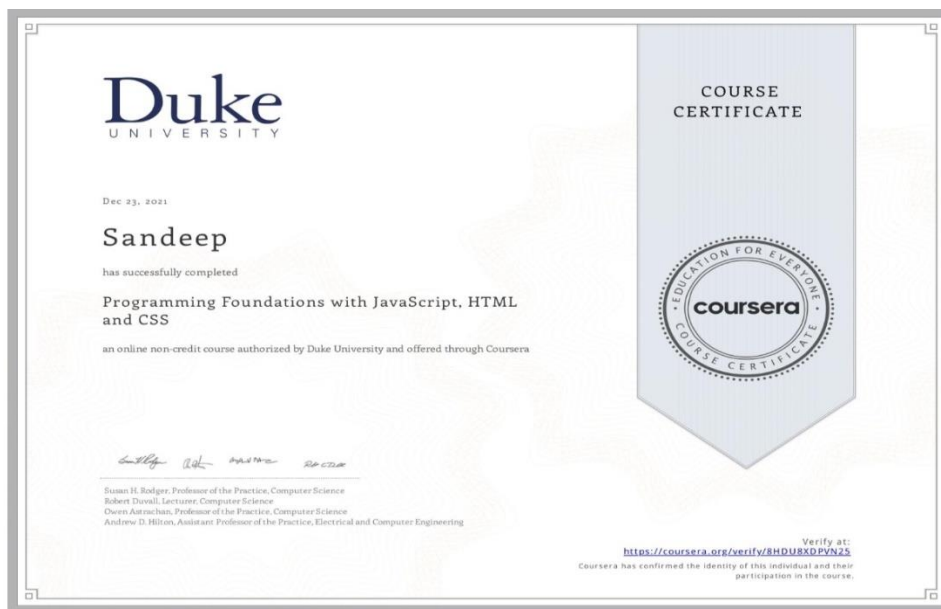 Duke
UNIVERSITY
Dec 23, 2021
Sandeep
has successfully completed
Programming Foundations with JavaScript, HTML
and CSS
an online non-credit course authorized by Duke University and offered through Coursera
Susan H. Rodger, Professor of the Practice, Computer Science
Robert Duvall, Lecturer, Computer Science
Owen Astrachan, Professor of the Practice, Computer Science
Andrew D. Hilton, Assistant Professor of the Practice, Electrical and Computer Engineering
COURSE
CERTIFICATE
EDUCATION FOR EVERYONE
coursera
COURSE CERTIFICATE
Verify at:
https://coursera.org/verify/8HDU8XDPVN25
Coursera has confirmed the identity of this individual and their
participation in the course.